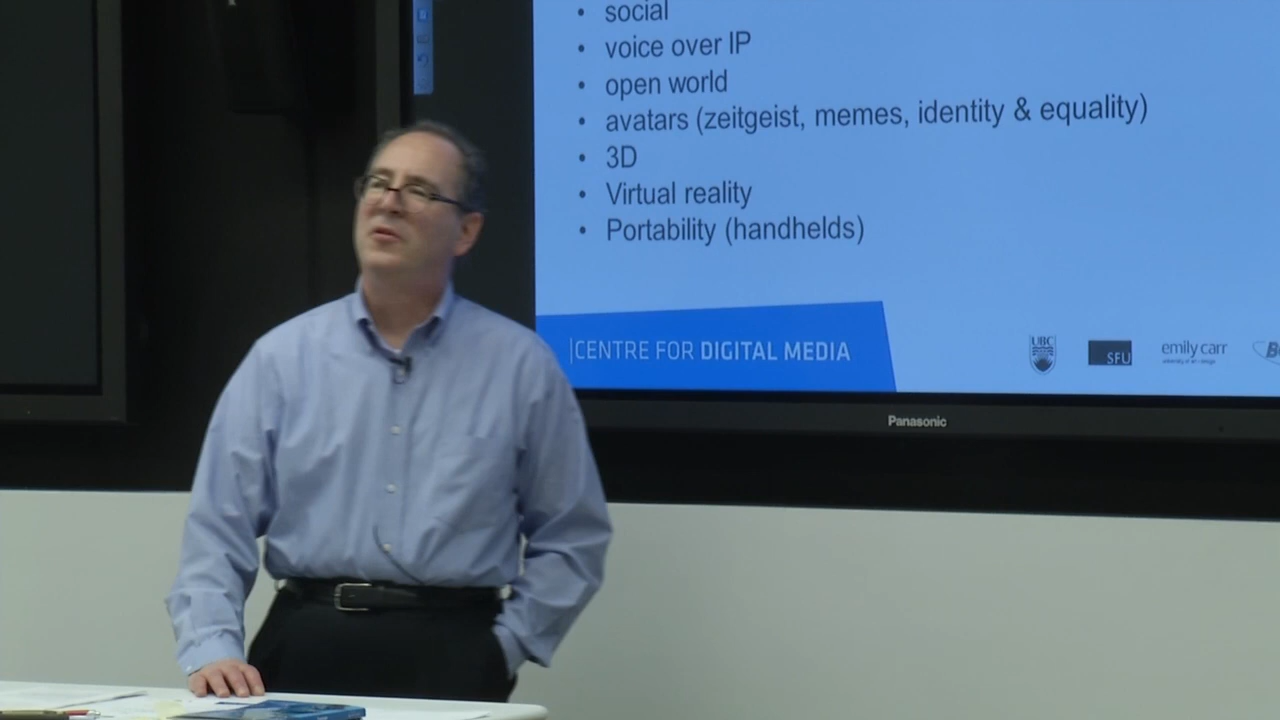 • social
• voice over IP
• open world
• avatars (zeitgeist, memes, identity & equality)
• 3D
• Virtual reality
• Portability (handhelds)
|CENTRE FOR DIGITAL MEDIA
UBC
SFU
emily carr
Panasonic